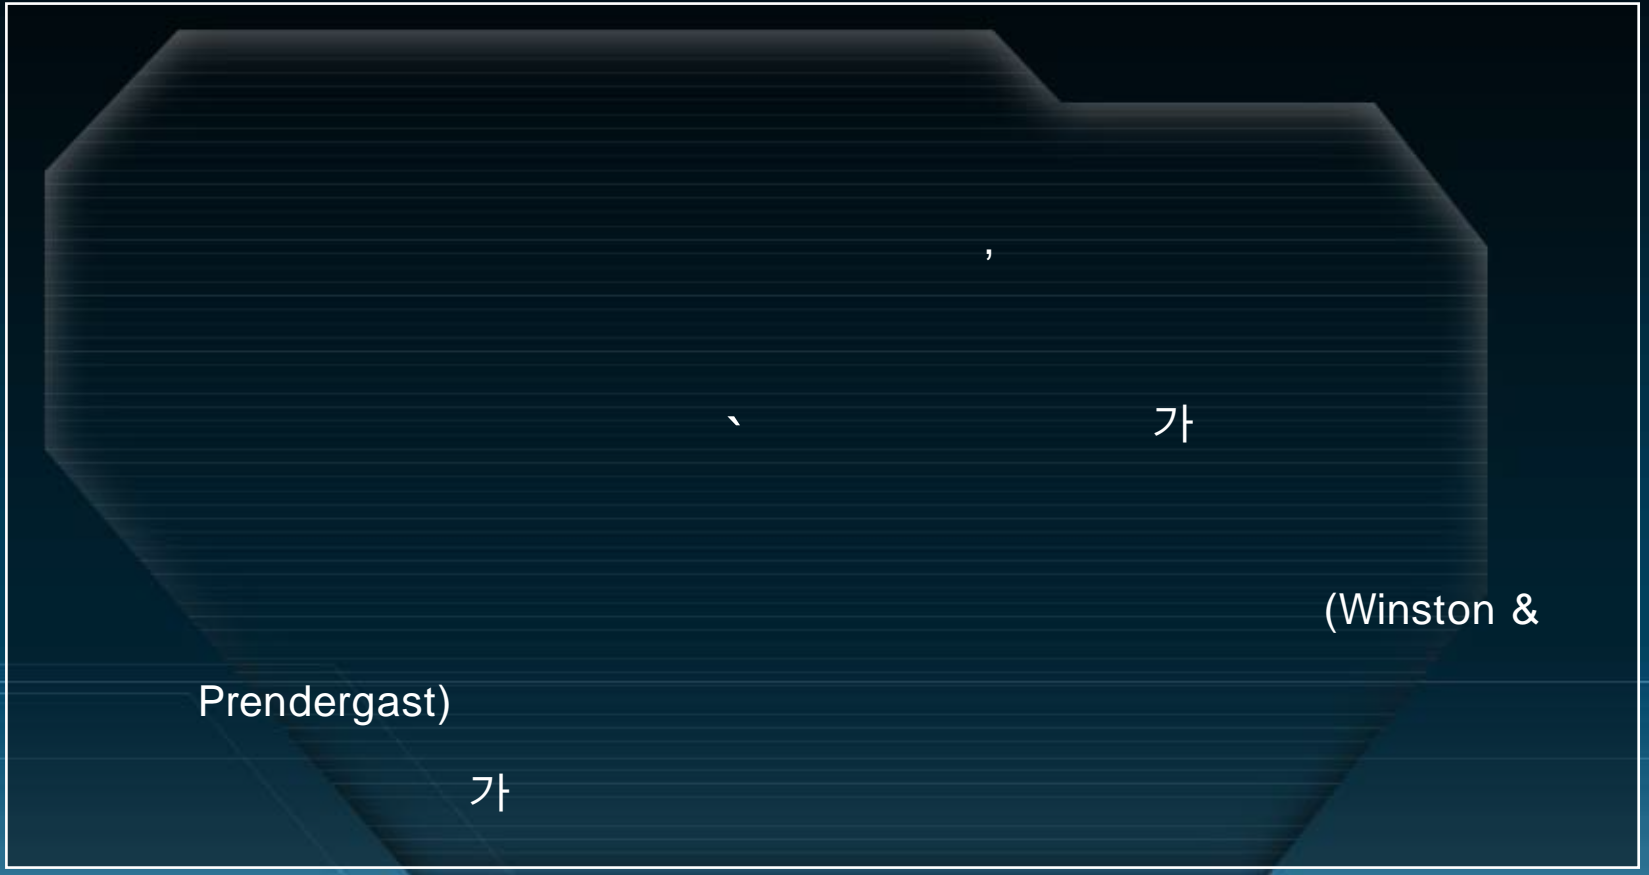 ,
、 가
(Winston &
Prendergast)
가